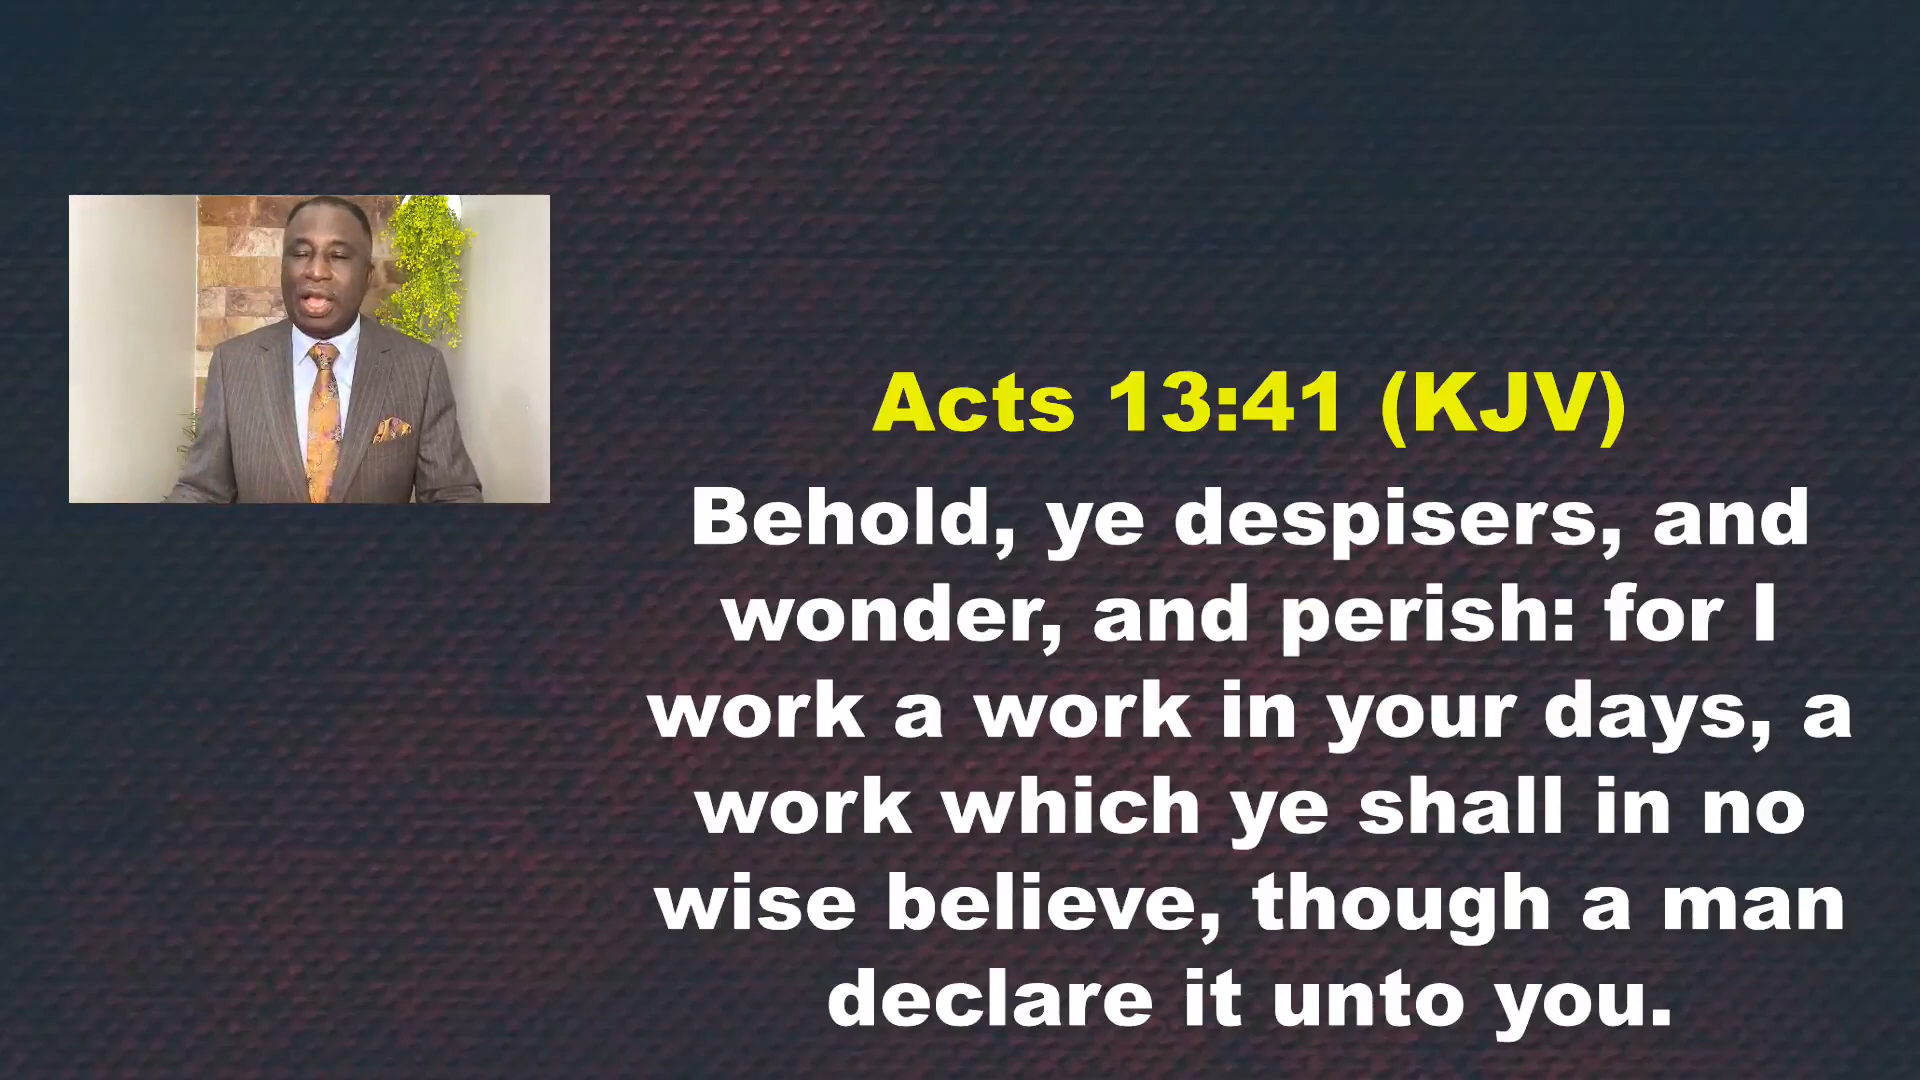 Acts 13:41 (KJV)
Behold, ye despisers, and
wonder, and perish: for I
work a work in your days, a
work which ye shall in no
wise believe, though a man
declare it unto you.